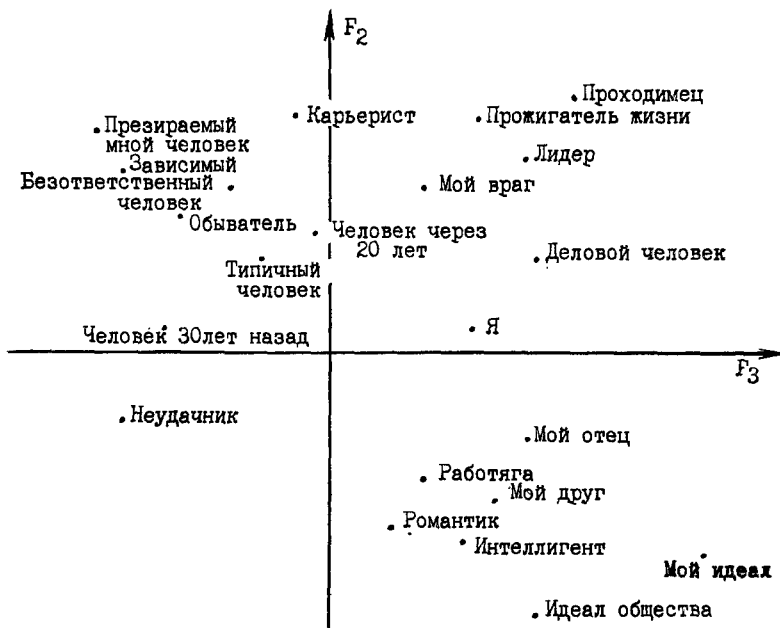 F₂
Проходимец
Карьерист
Прожигатель жизни
Презираемый
мной человек
Лидер
Зависимый
Безответственный
человек
Мой враг
Обыватель
Человек через
20 лет
Деловой человек
Типичный
человек
Я
Человек 30лет назад
F₃
Неудачник
Мой отец
Работяга
Мой друг
Романтик
Интеллигент
Мой идеал
Идеал общества